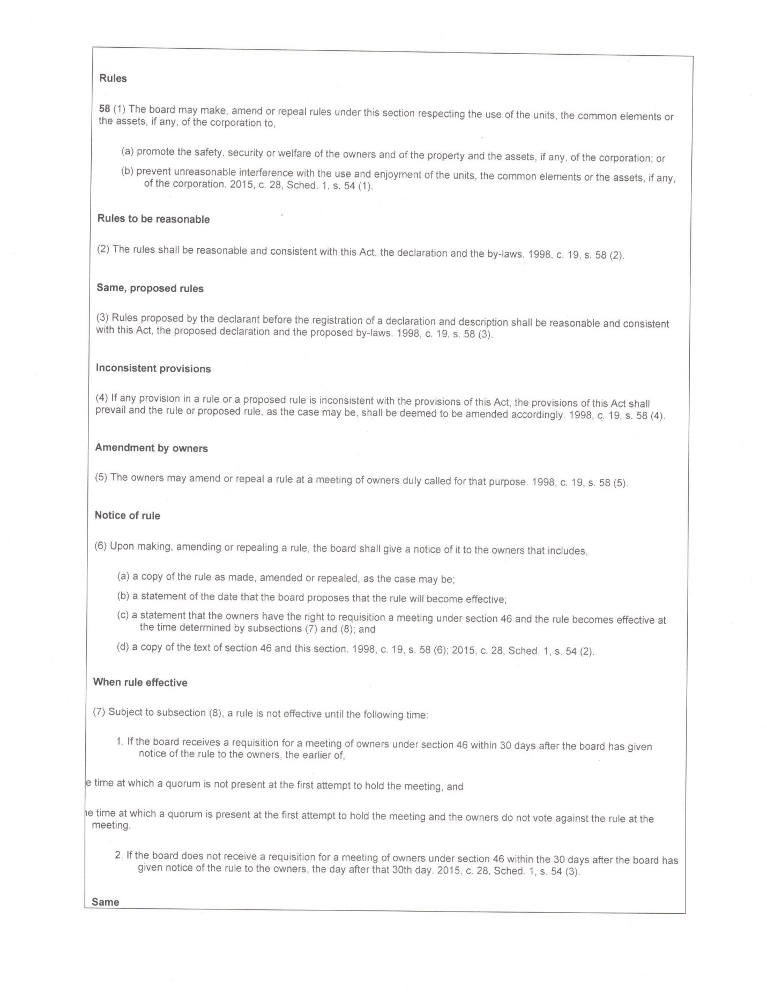 Rules
58 (1) The board may make, amend or repeal rules under this section respecting the use of the units, the common elements or
the assets, if any, of the corporation to,
(a) promote the safety, security or welfare of the owners and of the property and the assets, if any, of the corporation; or
(b) prevent unreasonable interference with the use and enjoyment of the units, the common elements or the assets, if any,
of the corporation. 2015, c. 28, Sched. 1, s. 54 (1).
Rules to be reasonable
(2) The rules shall be reasonable and consistent with this Act, the declaration and the by-laws. 1998, c. 19, s. 58 (2).
Same, proposed rules
(3) Rules proposed by the declarant before the registration of a declaration and description shall be reasonable and consistent
with this Act, the proposed declaration and the proposed by-laws. 1998, c. 19, s. 58 (3).
Inconsistent provisions
(4) If any provision in a rule or a proposed rule is inconsistent with the provisions of this Act, the provisions of this Act shall
prevail and the rule or proposed rule, as the case may be, shall be deemed to be amended accordingly. 1998, c. 19, s. 58 (4).
Amendment by owners
(5) The owners may amend or repeal a rule at a meeting of owners duly called for that purpose. 1998, c. 19, s. 58 (5).
Notice of rule
(6) Upon making, amending or repealing a rule, the board shall give a notice of it to the owners that includes,
(a) a copy of the rule as made, amended or repealed, as the case may be;
(b) a statement of the date that the board proposes that the rule will become effective;
(c) a statement that the owners have the right to requisition a meeting under section 46 and the rule becomes effective at
the time determined by subsections (7) and (8); and
(d) a copy of the text of section 46 and this section. 1998, c. 19, s. 58 (6); 2015, c. 28, Sched. 1, s. 54 (2).
When rule effective
(7) Subject to subsection (8), a rule is not effective until the following time:
1. If the board receives a requisition for a meeting of owners under section 46 within 30 days after the board has given
notice of the rule to the owners, the earlier of,
e time at which a quorum is not present at the first attempt to hold the meeting, and
e time at which a quorum is present at the first attempt to hold the meeting and the owners do not vote against the rule at the
meeting.
2. If the board does not receive a requisition for a meeting of owners under section 46 within the 30 days after the board has
given notice of the rule to the owners, the day after that 30th day. 2015, c. 28, Sched. 1, s. 54 (3).
Same